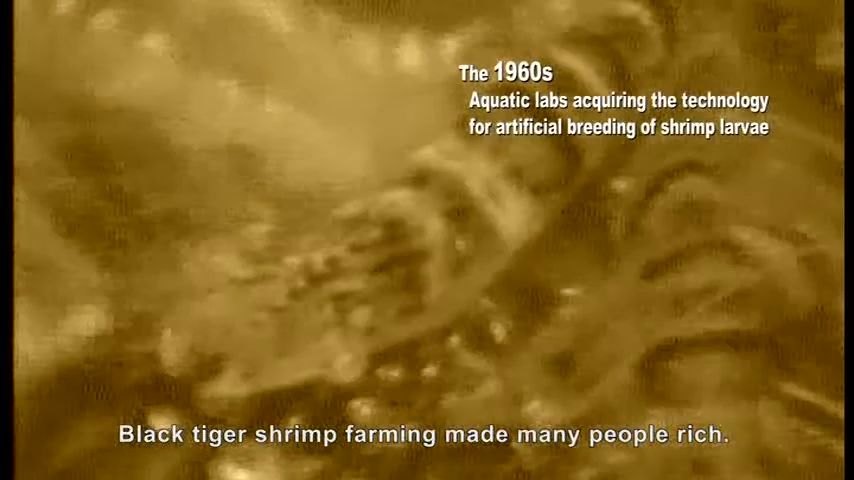 The 1960s
Aquatic labs acquiring the technology
for artificial breeding of shrimp larvae
Black tiger shrimp farming made many people rich.